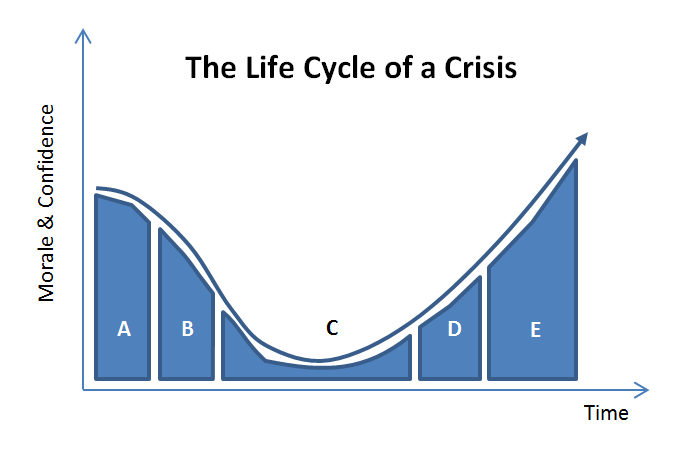 The Life Cycle of a Crisis
Morale & Confidence
A
B
C
D
E
Time